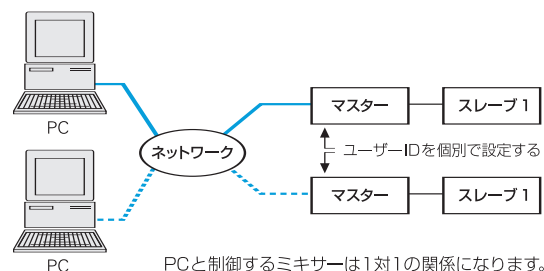 PC
マスター
スレーブ1
ネットワーク
ユーザーIDを個別で設定する
マスター
スレーブ1
PC
PCと制御するミキサーは1対1の関係になります。